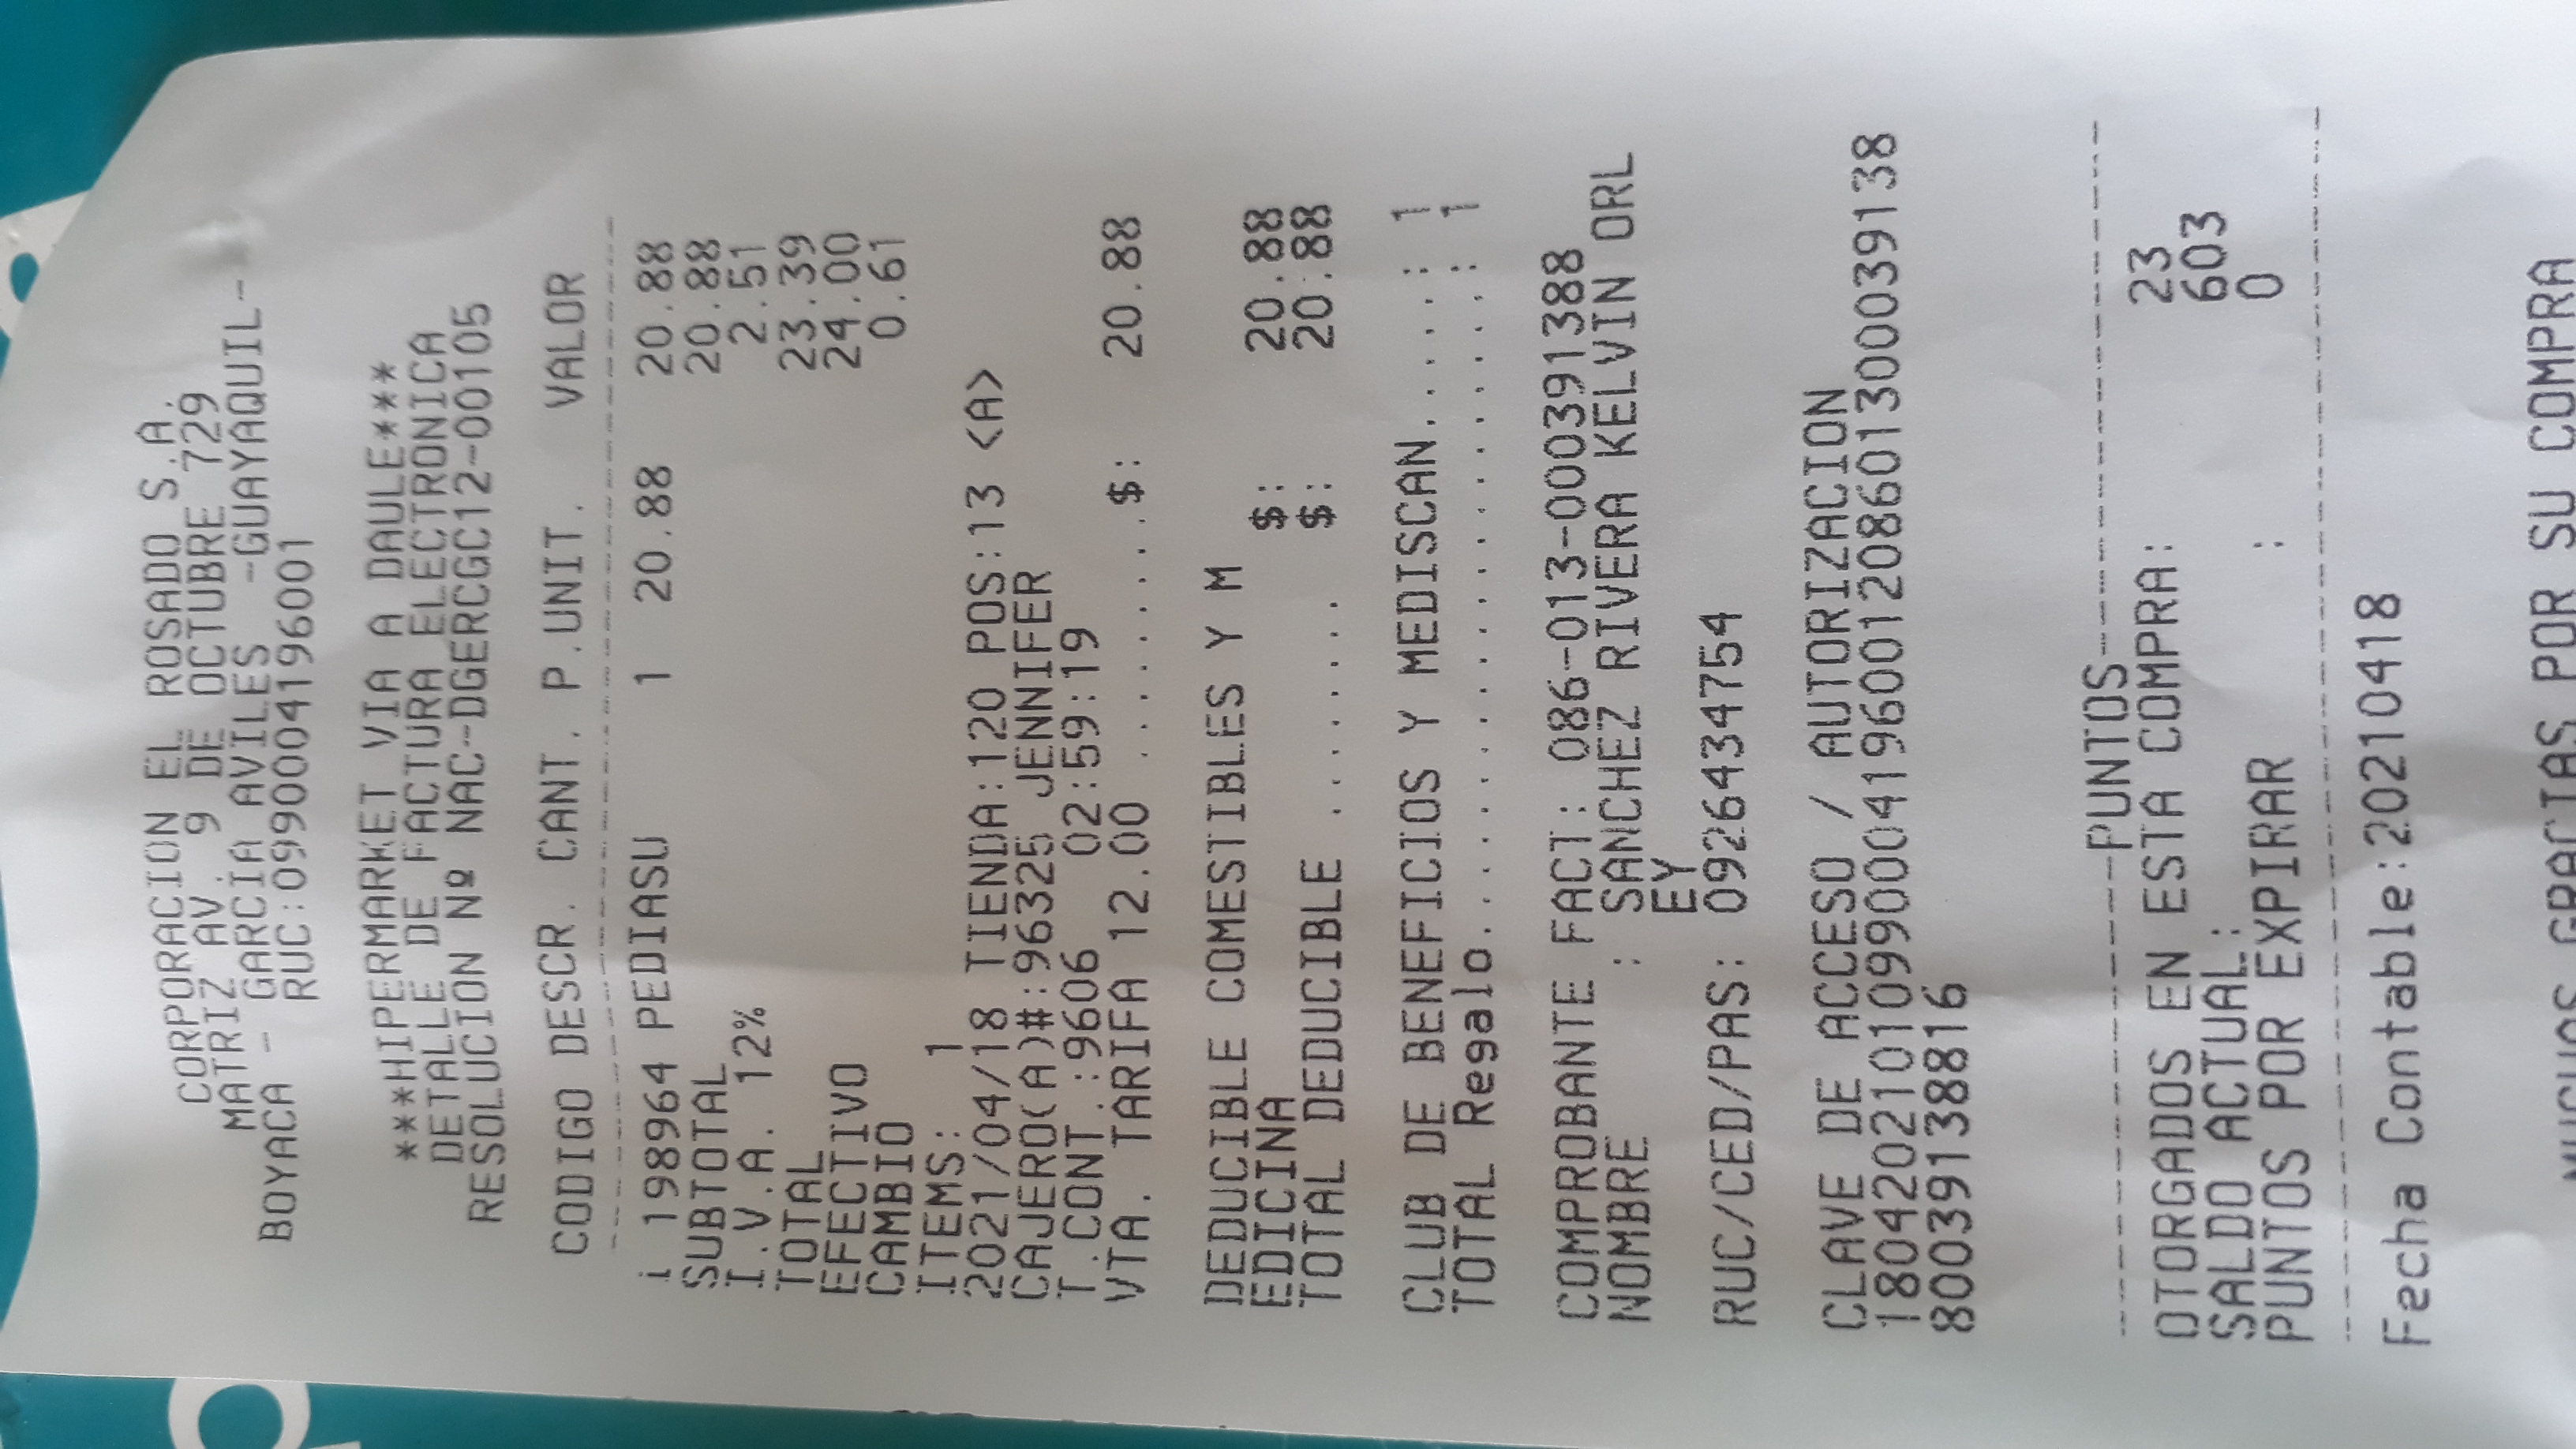 CORPORACION EL ROSADO S.A.
MATRIZ AV. 9 DE OCTUBRE 729
BOYACA - GARCIA AVILES -GUAYAQUIL-
RUC:0990004196001
***HIPERMARKET VIA A DAULE***
DETALLE DE FACTURA ELECTRONICA
RESOLUCION Nº NAC-DGERCGC12-00105
CODIGO DESCR. CANT. P.UNIT. VALOR
i 198964 PEDIASU 1 20.88 20.88
SUBTOTAL 20.88
I.V.A. 12% 2.51
TOTAL 23.39
EFECTIVO 24.00
CAMBIO 0.61
ITEMS: 1
2021/04/18 TIENDA:120 POS:13 <A>
CAJERO(A)#:96325 JENNIFER
T.CONT.:9606 02:59:19
VTA. TARIFA 12.00 .........$: 20.88
DEDUCIBLE COMESTIBLES Y M
EDICINA $: 20.88
TOTAL DEDUCIBLE ........ $: 20.88
CLUB DE BENEFICIOS Y MEDISCAN.....: 1
TOTAL Regalo......................: 1
COMPROBANTE FACT: 086-013-000391388
NOMBRE : SANCHEZ RIVERA KELVIN ORL
EY
RUC/CED/PAS: 0926434754
CLAVE DE ACCESO / AUTORIZACION
18042021010990004196001208601300039138
80039138816
----------------PUNTOS-----------------
OTORGADOS EN ESTA COMPRA: 23
SALDO ACTUAL: 603
PUNTOS POR EXPIRAR : 0
Fecha Contable:20210418
MUCHAS GRACIAS POR SU COMPRA